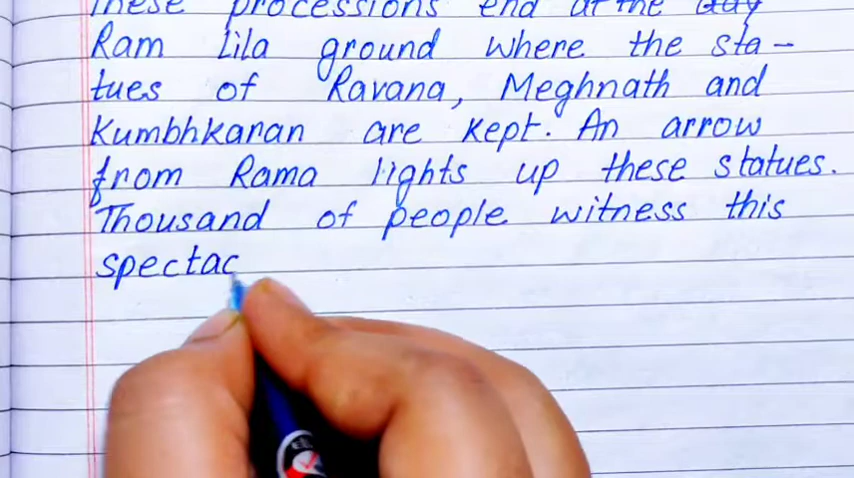 These processions end at the day
Ram Lila ground where the sta-
tues of Ravana, Meghnath and
Kumbhkaran are kept. An arrow
from Rama lights up these statues.
Thousand of people witness this
spectac